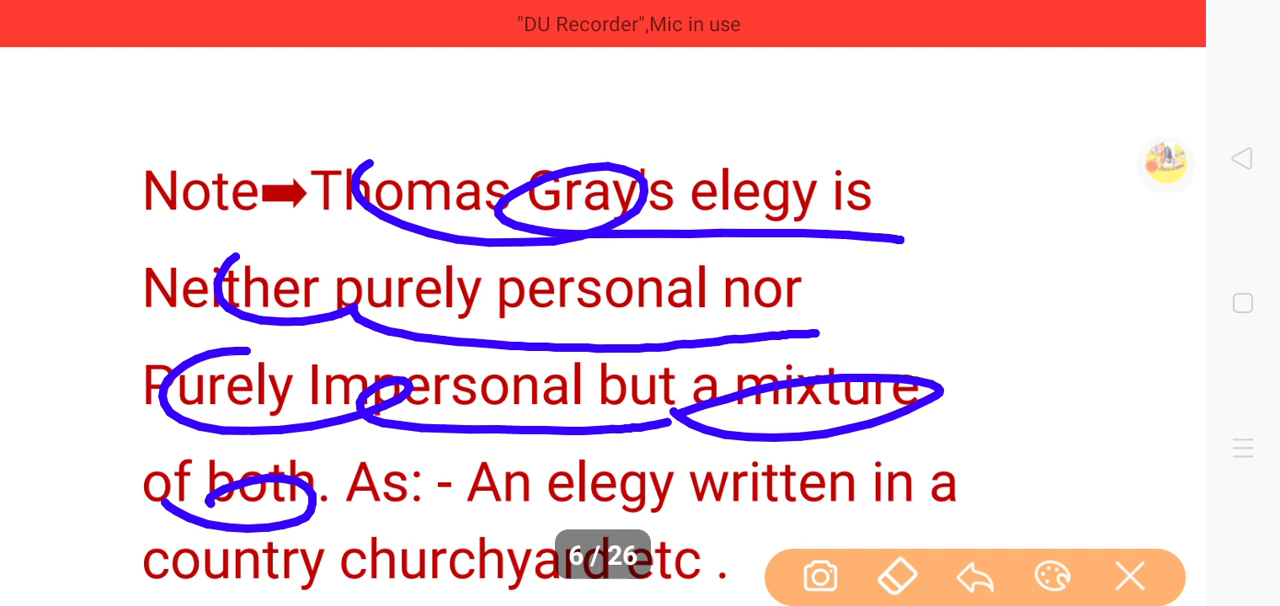 "DU Recorder",Mic in use
Note➡Thomas Gray's elegy is
Neither purely personal nor
Purely Impersonal but a mixture
of both. As: - An elegy written in a
country churchyard etc .
6 / 26